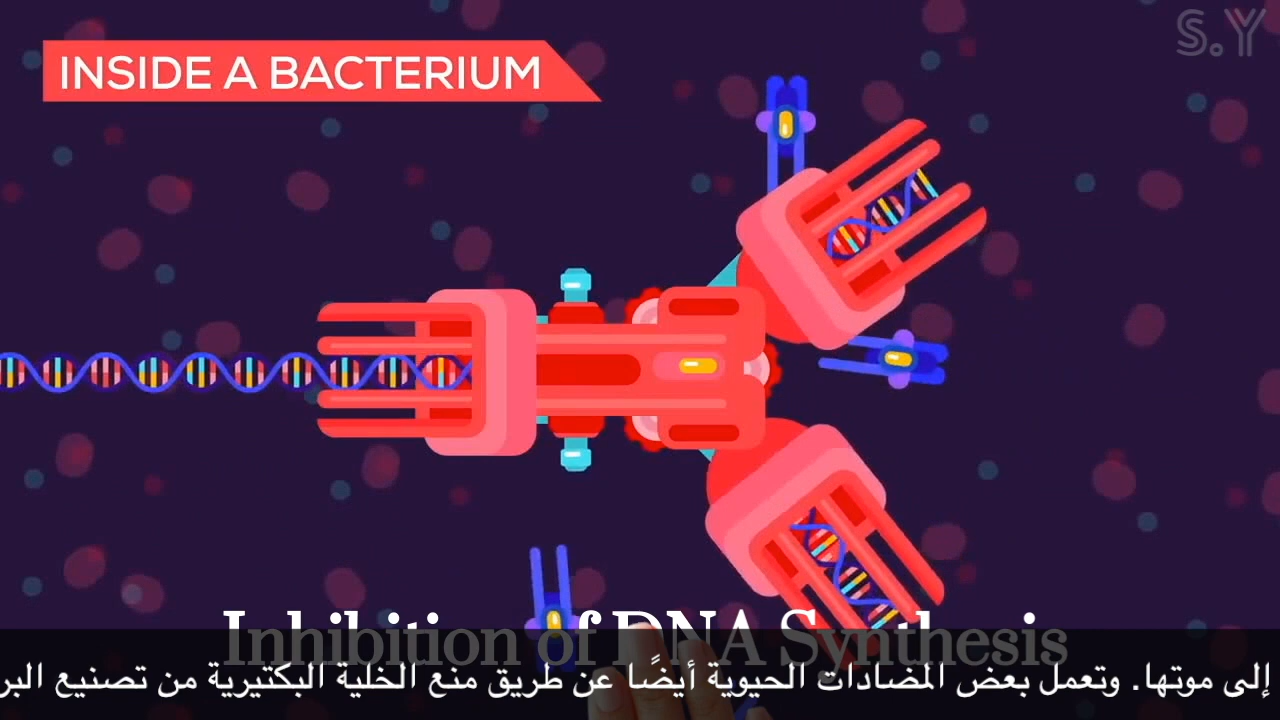 S.Y
INSIDE A BACTERIUM
Inhibition of DNA Synthesis
إلى موتها. وتعمل بعض المضادات الحيوية أيضًا عن طريق منع الخلية البكتيرية من تصنيع